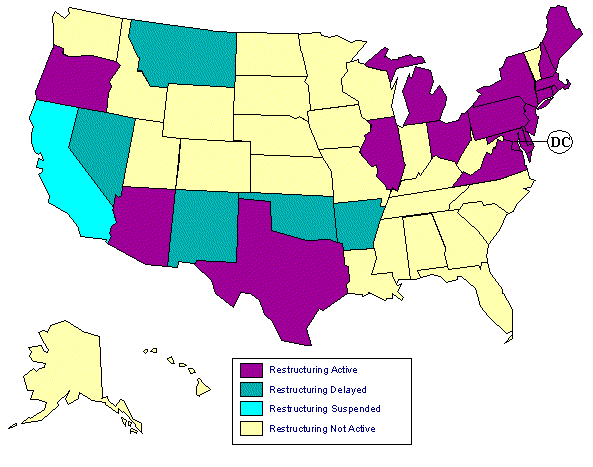 DC
Restructuring Active
Restructuring Delayed
Restructuring Suspended
Restructuring Not Active